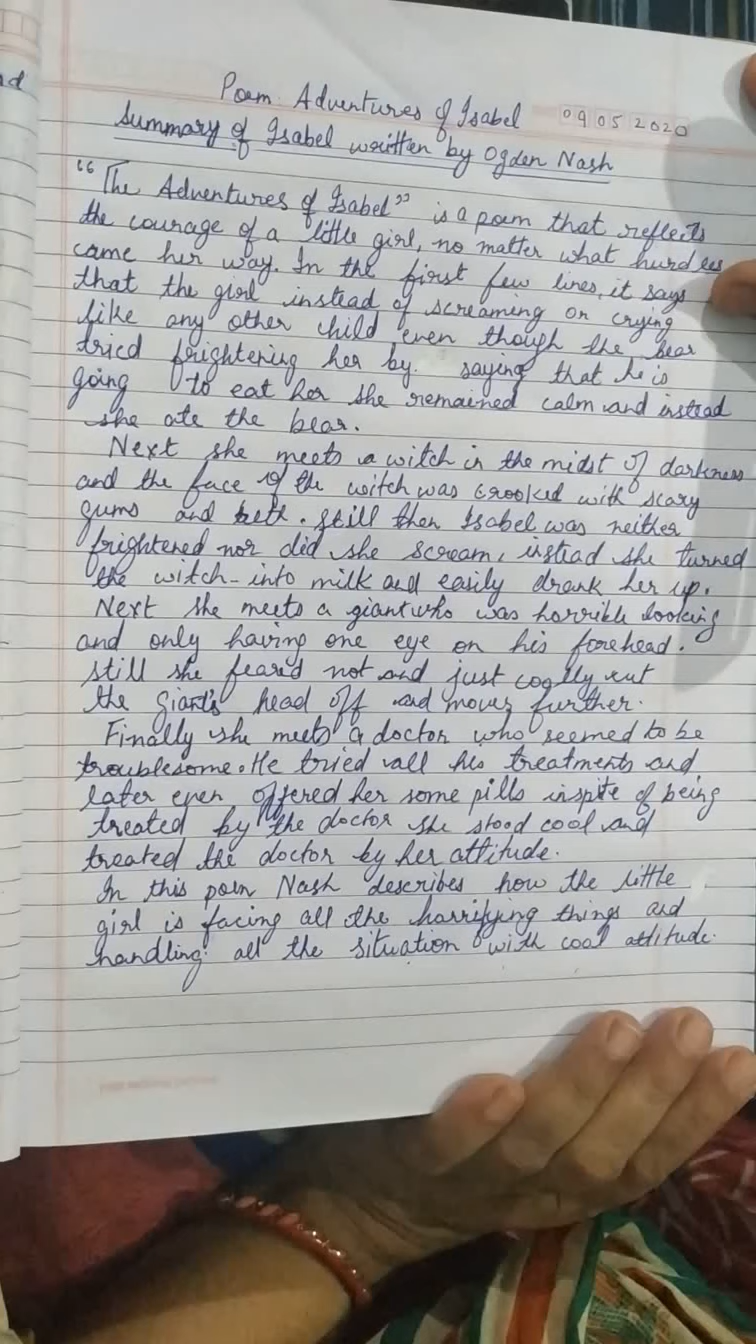 nd
Poem: Adventures of Isabel
09 05 2020
Summary of Isabel written by Ogden Nash
"The Adventures of Isabel" is a poem that reflects
the courage of a little girl, no matter what hurdles
came her way. In the first few lines, it says
that the girl instead of screaming or crying
like any other child even though the bear
tried frightening her by. saying that he is
going to eat her she remained calm and instead
she ate the bear.
Next she meets a witch in the midst of darkness
and the face of the witch was crooked with scary
gums and teeth. Still then Isabel was neither
frightened nor did she scream, instead she turned
the witch into milk and easily drank her up.
Next she meets a giant who was horrible looking
and only having one eye on his forehead.
Still she feared not and just coolly cut
the giant's head off and moves further.
Finally she meets a doctor who seemed to be
troublesome. He tried all his treatments and
later even offered her some pills inspite of being
treated by the doctor she stood cool and
treated the doctor by her attitude.
In this poem Nash describes how the little
girl is facing all the horrifying things and
handling all the situation with cool attitude.